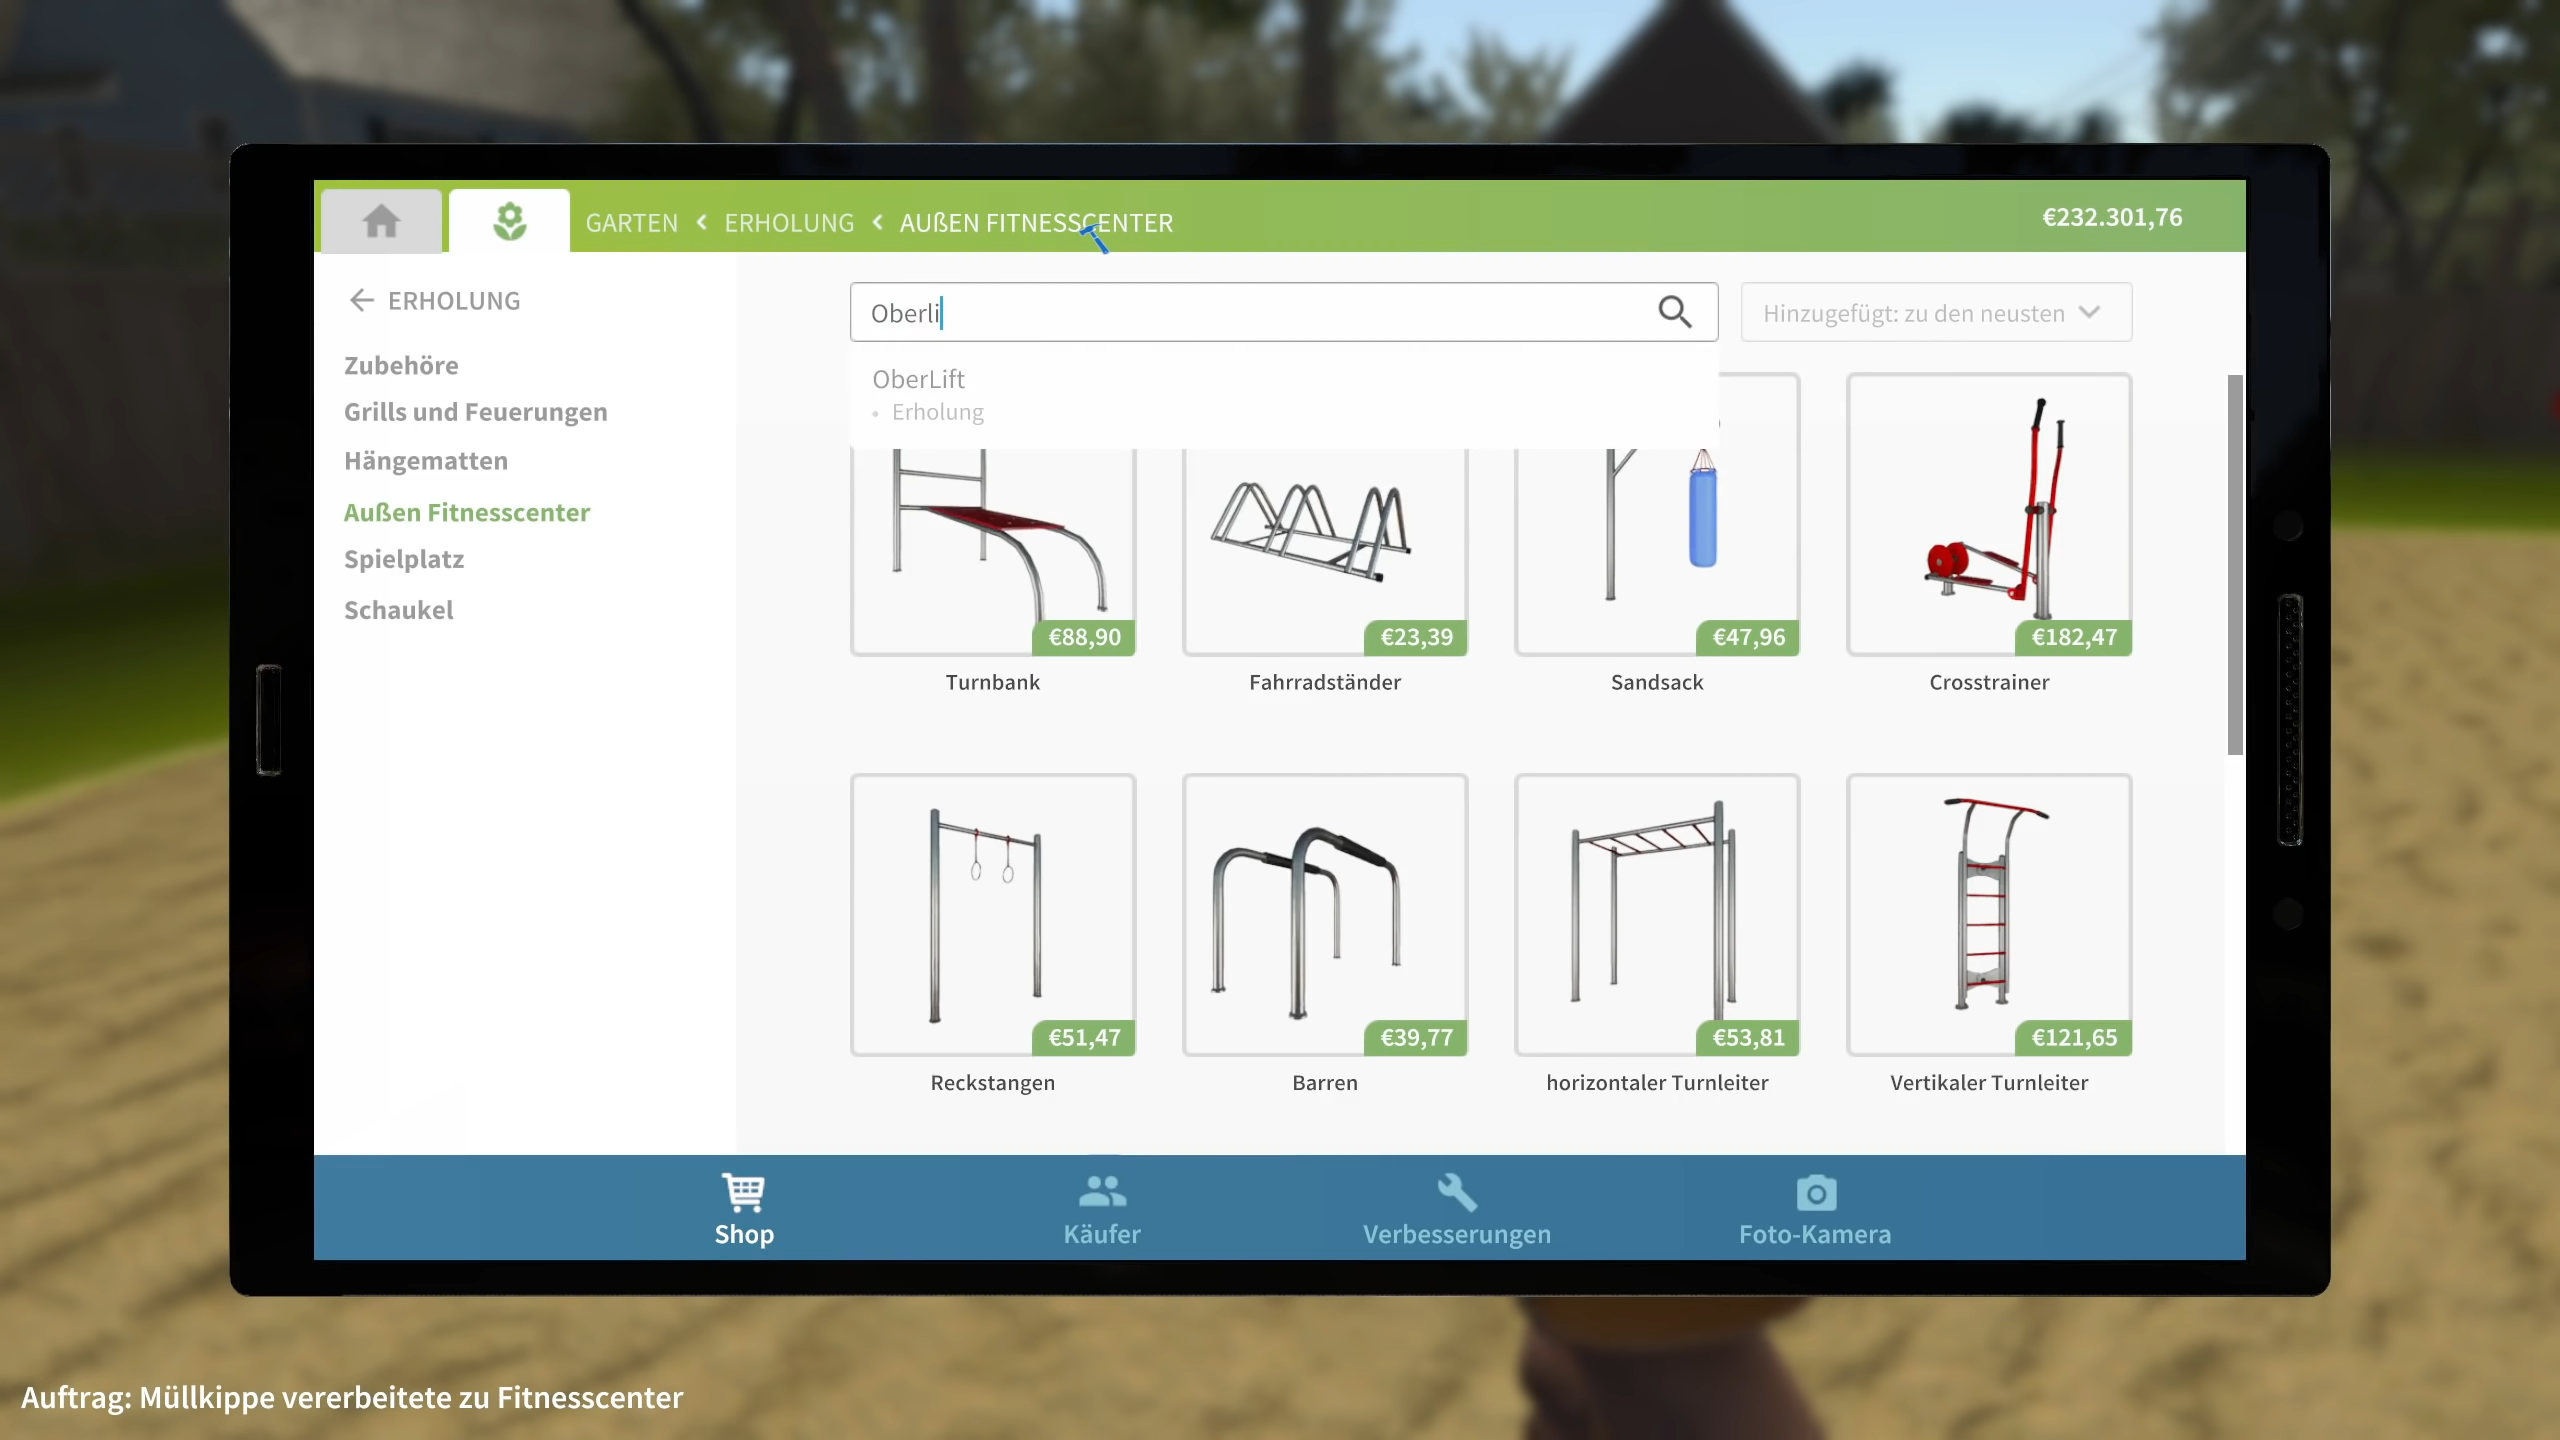 GARTEN < ERHOLUNG < AUßEN FITNESSCENTER
€232.301,76
ERHOLUNG
Zubehöre
Grills und Feuerungen
Hängematten
Außen Fitnesscenter
Spielplatz
Schaukel
Oberli
Hinzugefügt: zu den neusten
OberLift
• Erholung
€88,90
€23,39
€47,96
€182,47
Turnbank
Fahrradständer
Sandsack
Crosstrainer
€51,47
€39,77
€53,81
€121,65
Reckstangen
Barren
horizontaler Turnleiter
Vertikaler Turnleiter
Shop
Käufer
Verbesserungen
Foto-Kamera
Auftrag: Müllkippe vererbeitete zu Fitnesscenter